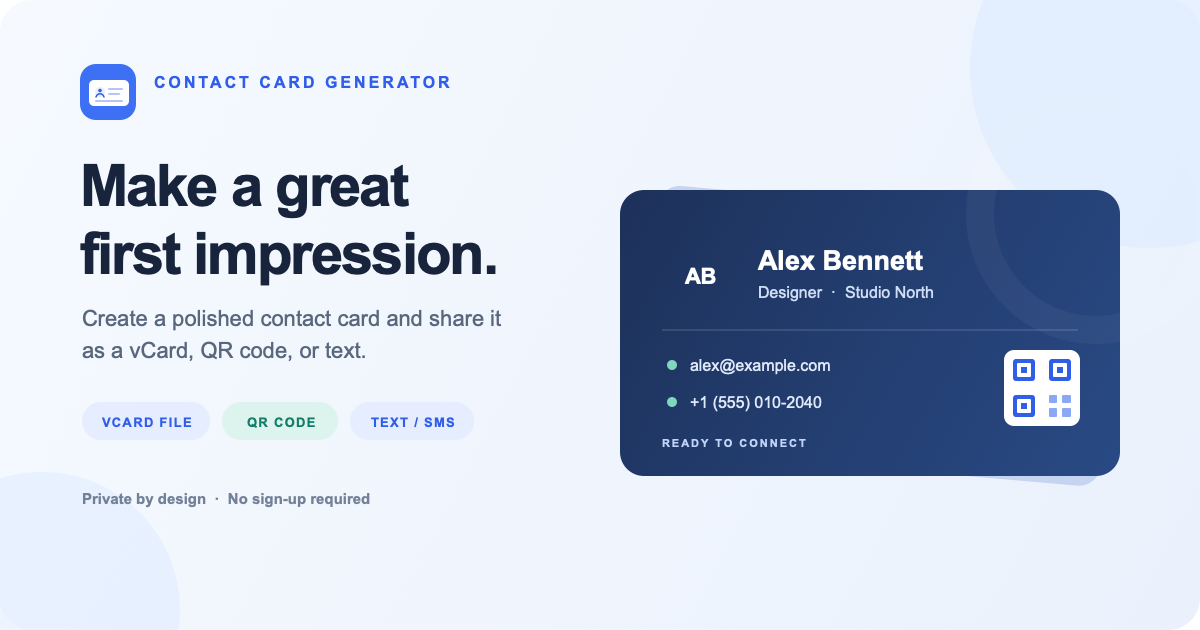 CONTACT CARD GENERATOR
Make a great
first impression.
Create a polished contact card and share it
as a vCard, QR code, or text.
VCARD FILE
QR CODE
TEXT / SMS
Private by design · No sign-up required
AB
Alex Bennett
Designer · Studio North
alex@example.com
+1 (555) 010-2040
READY TO CONNECT